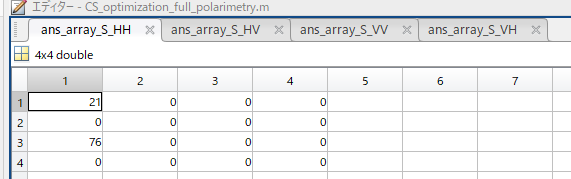 エディター - CS_optimization_full_polarimetry.m
ans_array_S_HH ans_array_S_HV ans_array_S_VV ans_array_S_VH
4x4 double
1 2 3 4 5 6 7
1 21 0 0 0
2 0 0 0 0
3 76 0 0 0
4 0 0 0 0